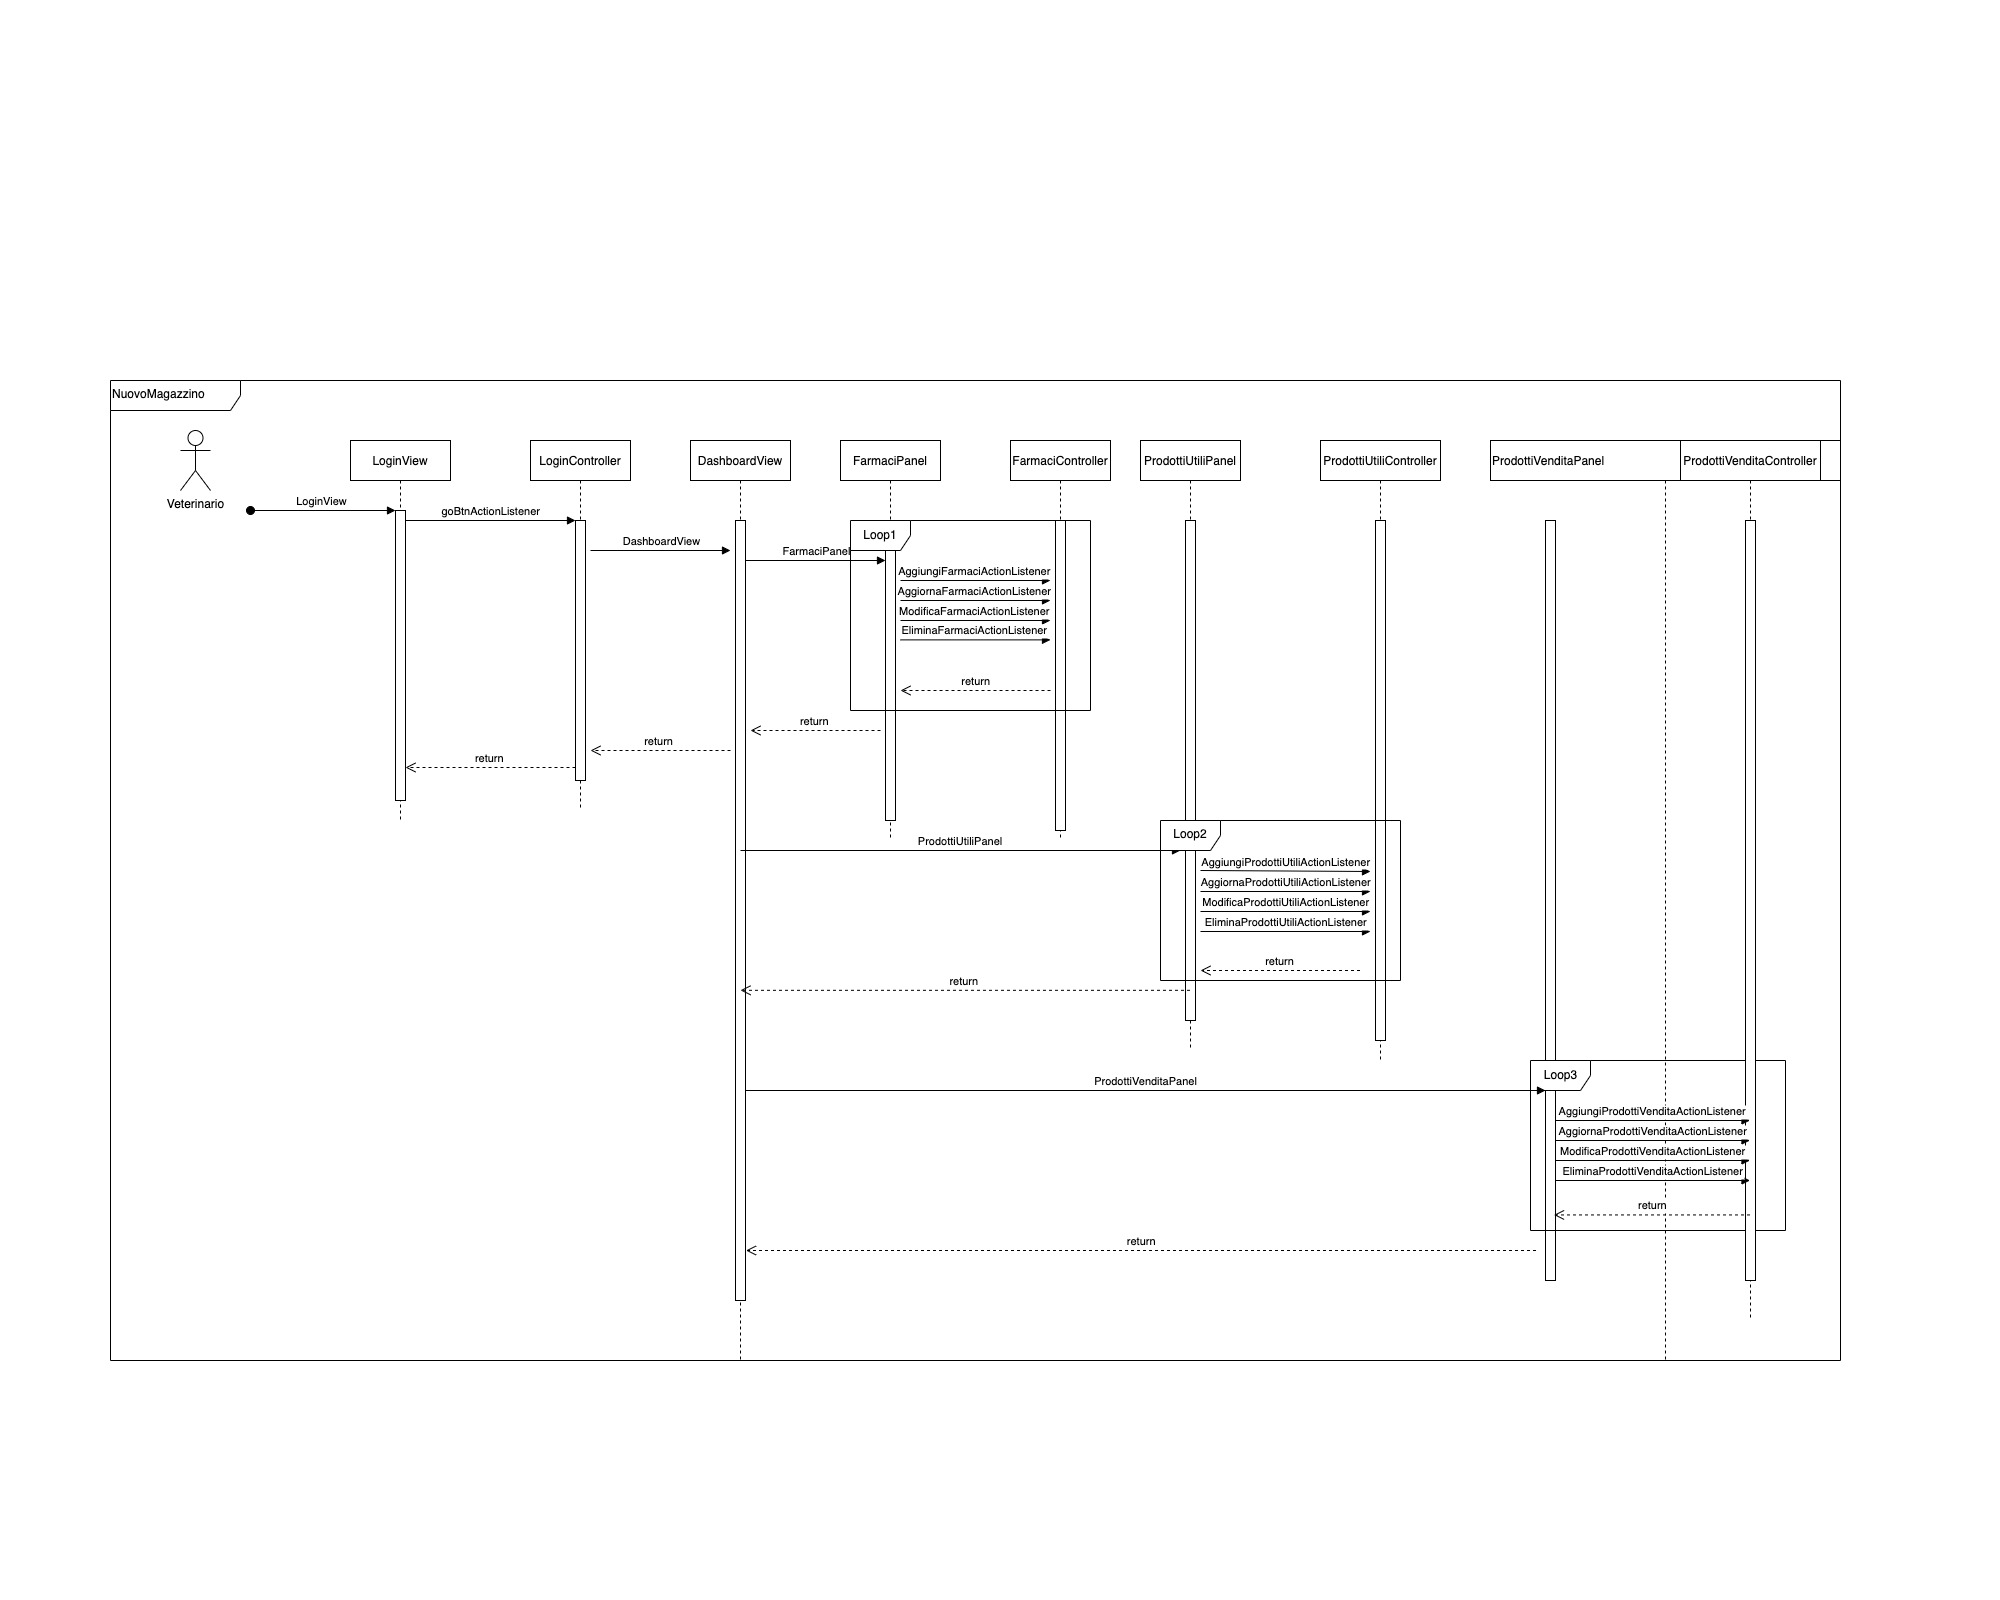 NuovoMagazzino
Veterinario
LoginView
LoginController
DashboardView
FarmaciPanel
FarmaciController
ProdottiUtiliPanel
ProdottiUtiliController
ProdottiVenditaPanel
ProdottiVenditaController
LoginView
goBtnActionListener
DashboardView
Loop1
FarmaciPanel
AggiungiFarmaciActionListener
AggiornaFarmaciActionListener
ModificaFarmaciActionListener
EliminaFarmaciActionListener
return
return
return
return
Loop2
ProdottiUtiliPanel
AggiungiProdottiUtiliActionListener
AggiornaProdottiUtiliActionListener
ModificaProdottiUtiliActionListener
EliminaProdottiUtiliActionListener
return
return
Loop3
ProdottiVenditaPanel
AggiungiProdottiVenditaActionListener
AggiornaProdottiVenditaActionListener
ModificaProdottiVenditaActionListener
EliminaProdottiVenditaActionListener
return
return